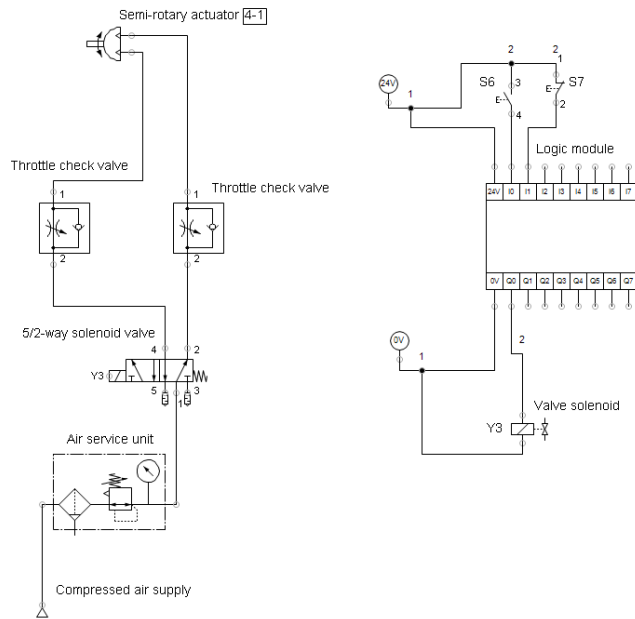 Semi-rotary actuator 4-1
2
2
24V
1
3
S6
1
S7
4
2
Throttle check valve
Logic module
1
1
Throttle check valve
24V I0 I1 I2 I3 I4 I5 I6 I7
2
2
0V Q0 Q1 Q2 Q3 Q4 Q5 Q6 Q7
5/2-way solenoid valve
4
2
0V
1
2
Y3
5
1
3
Valve solenoid
Y3
Air service unit
Compressed air supply